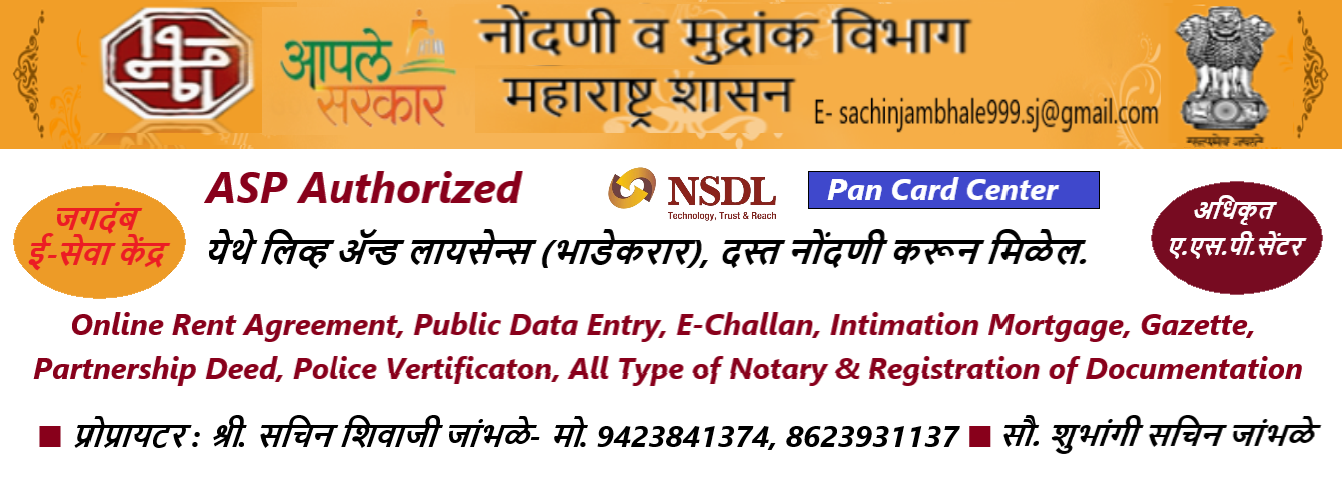 आपले
सरकार
नोंदणी व मुद्रांक विभाग
महाराष्ट्र शासन
E- sachinjambhale999.sj@gmail.com
सत्यमेव जयते
जगदंब
ई-सेवा केंद्र
ASP Authorized
NSDL
Technology, Trust & Reach
Pan Card Center
येथे लिव्ह ॲन्ड लायसेन्स (भाडेकरार), दस्त नोंदणी करून मिळेल.
अधिकृत
ए.एस.पी.सेंटर
Online Rent Agreement, Public Data Entry, E-Challan, Intimation Mortgage, Gazette,
Partnership Deed, Police Vertificaton, All Type of Notary & Registration of Documentation
■ प्रोप्रायटर : श्री. सचिन शिवाजी जांभळे- मो. 9423841374, 8623931137 ■ सौ. शुभांगी सचिन जांभळे